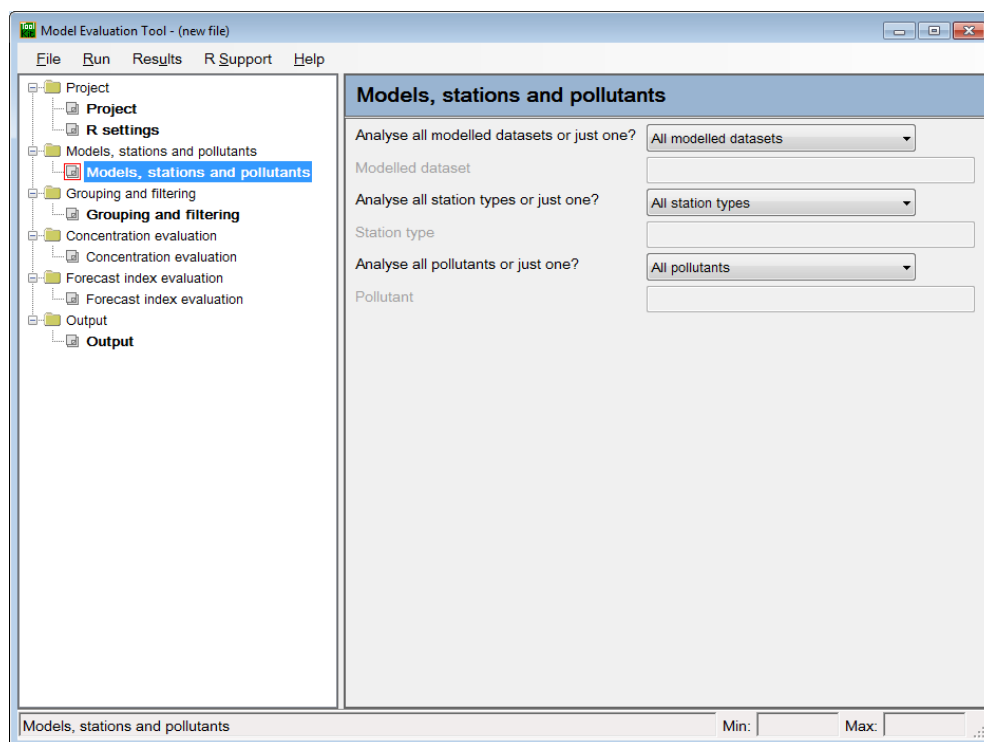 Tool
Kit
Model Evaluation Tool - (new file)
File Run Results R Support Help
Project
Project
R settings
Models, stations and pollutants
Models, stations and pollutants
Grouping and filtering
Grouping and filtering
Concentration evaluation
Concentration evaluation
Forecast index evaluation
Forecast index evaluation
Output
Output
Models, stations and pollutants
Analyse all modelled datasets or just one? All modelled datasets
Modelled dataset
Analyse all station types or just one? All station types
Station type
Analyse all pollutants or just one? All pollutants
Pollutant
Models, stations and pollutants Min: Max: